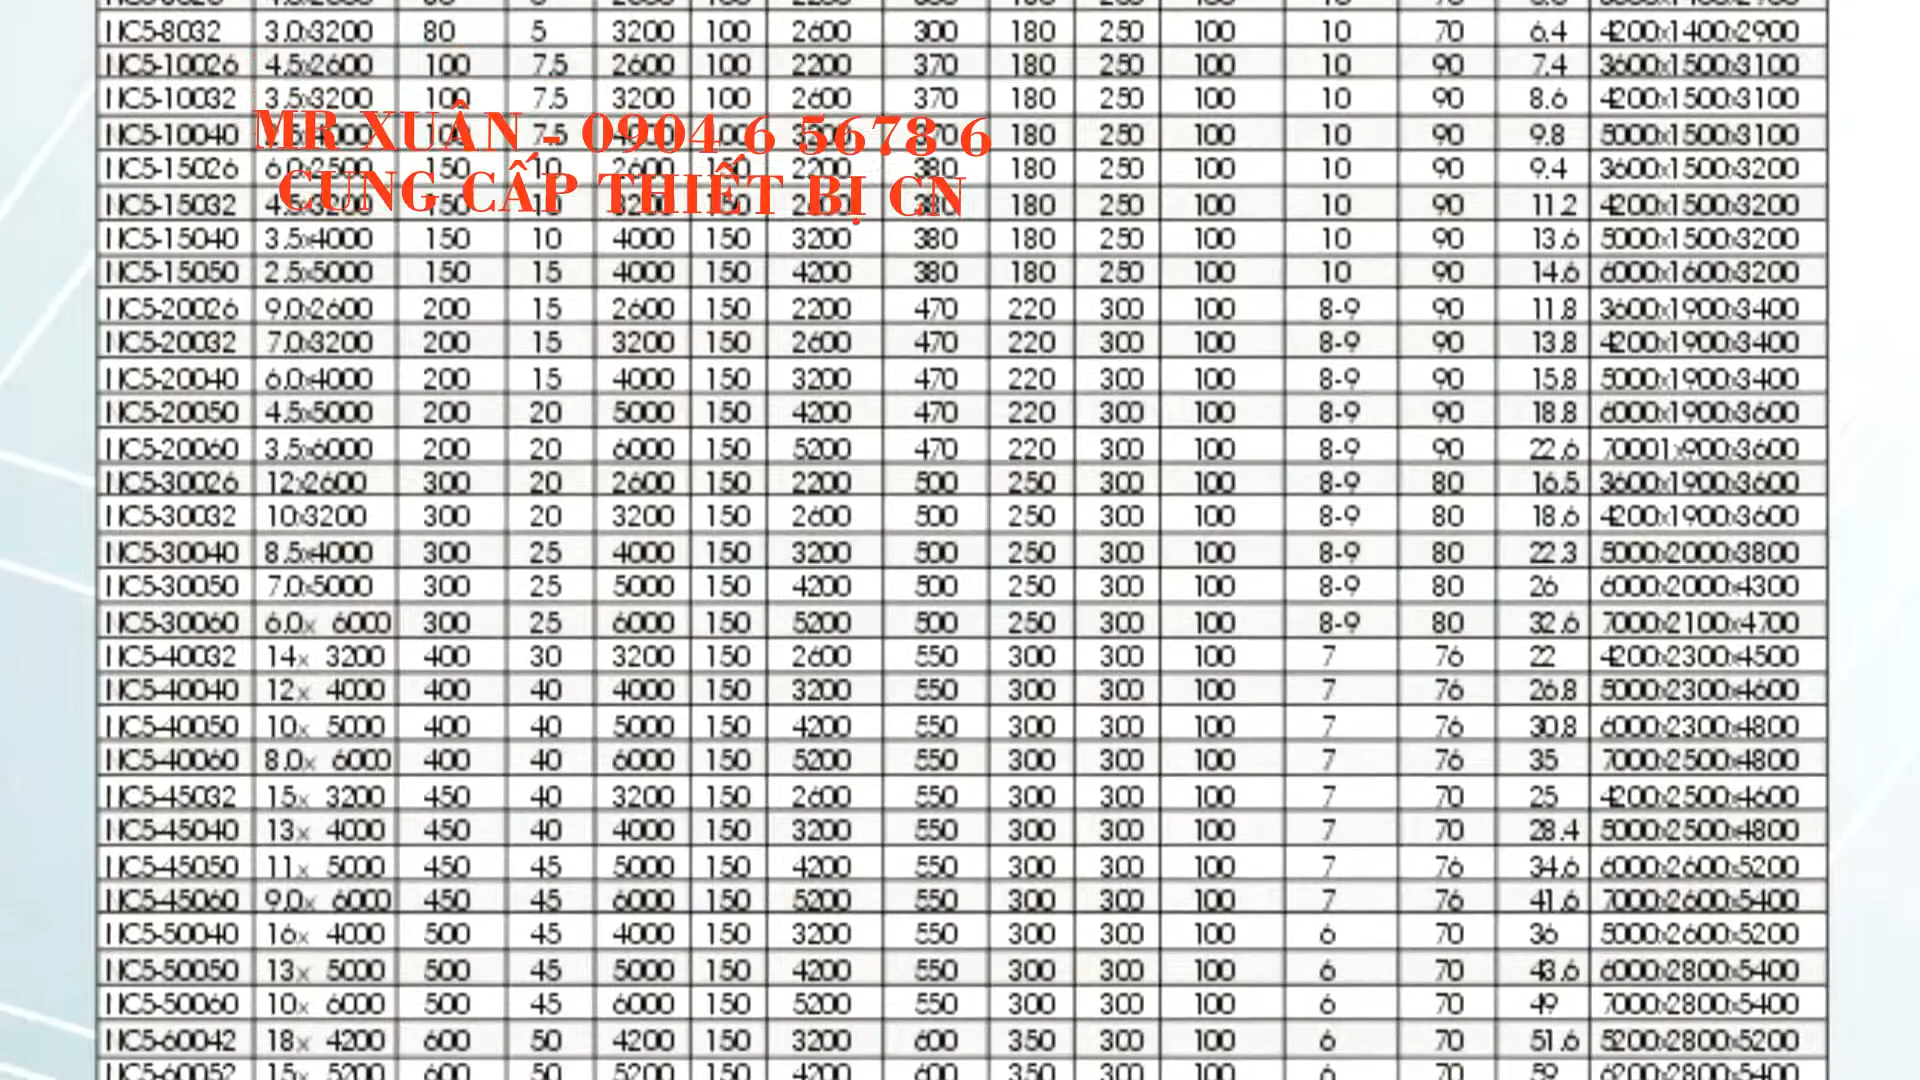 HC5-8032 3.0x3200 80 5 3200 100 2600 300 180 250 100 10 70 6.4 4200x1400x2900
HC5-10026 4.5x2600 100 7.5 2600 100 2200 370 180 250 100 10 90 7.4 3600x1500x3100
HC5-10032 3.5x3200 100 7.5 3200 100 2600 370 180 250 100 10 90 8.6 4200x1500x3100
MR XUÂN - 0904 6 5678 6
HC5-10040 180 250 100 10 90 9.8 5000x1500x3100
HC5-15026 6.0x2500 150 10 2600 2200 380 180 250 100 10 90 9.4 3600x1500x3200
CUNG CẤP THIẾT BỊ CN
HC5-15032 4.5x3200 150 180 250 100 10 90 11.2 4200x1500x3200
HC5-15040 3.5x4000 150 10 4000 150 3200 380 180 250 100 10 90 13.6 5000x1500x3200
HC5-15050 2.5x5000 150 15 4000 150 4200 380 180 250 100 10 90 14.6 6000x1600x3200
HC5-20026 9.0x2600 200 15 2600 150 2200 470 220 300 100 8-9 90 11.8 3600x1900x3400
HC5-20032 7.0x3200 200 15 3200 150 2600 470 220 300 100 8-9 90 13.8 4200x1900x3400
HC5-20040 6.0x4000 200 15 4000 150 3200 470 220 300 100 8-9 90 15.8 5000x1900x3400
HC5-20050 4.5x5000 200 20 5000 150 4200 470 220 300 100 8-9 90 18.8 6000x1900x3600
HC5-20060 3.5x6000 200 20 6000 150 5200 470 220 300 100 8-9 90 22.6 70001x900x3600
HC5-30026 12x2600 300 20 2600 150 2200 500 250 300 100 8-9 80 16.5 3600x1900x3600
HC5-30032 10x3200 300 20 3200 150 2600 500 250 300 100 8-9 80 18.6 4200x1900x3600
HC5-30040 8.5x4000 300 25 4000 150 3200 500 250 300 100 8-9 80 22.3 5000x2000x3800
HC5-30050 7.0x5000 300 25 5000 150 4200 500 250 300 100 8-9 80 26 6000x2000x4300
HC5-30060 6.0x 6000 300 25 6000 150 5200 500 250 300 100 8-9 80 32.6 7000x2100x4700
HC5-40032 14x 3200 400 30 3200 150 2600 550 300 300 100 7 76 22 4200x2300x4500
HC5-40040 12x 4000 400 40 4000 150 3200 550 300 300 100 7 76 26.8 5000x2300x4600
HC5-40050 10x 5000 400 40 5000 150 4200 550 300 300 100 7 76 30.8 6000x2300x4800
HC5-40060 8.0x 6000 400 40 6000 150 5200 550 300 300 100 7 76 35 7000x2500x4800
HC5-45032 15x 3200 450 40 3200 150 2600 550 300 300 100 7 70 25 4200x2500x4600
HC5-45040 13x 4000 450 40 4000 150 3200 550 300 300 100 7 70 28.4 5000x2500x4800
HC5-45050 11x 5000 450 45 5000 150 4200 550 300 300 100 7 76 34.6 6000x2600x5200
HC5-45060 9.0x 6000 450 45 6000 150 5200 550 300 300 100 7 76 41.6 7000x2600x5400
HC5-50040 16x 4000 500 45 4000 150 3200 550 300 300 100 6 70 36 5000x2600x5200
HC5-50050 13x 5000 500 45 5000 150 4200 550 300 300 100 6 70 43.6 6000x2800x5400
HC5-50060 10x 6000 500 45 6000 150 5200 550 300 300 100 6 70 49 7000x2800x5400
HC5-60042 18x 4200 600 50 4200 150 3200 600 350 300 100 6 70 51.6 5200x2800x5200
HC5-60052 15x 5200 600 50 5200 150 4200 600 350 300 100 6 70 59 6200x2800x5400